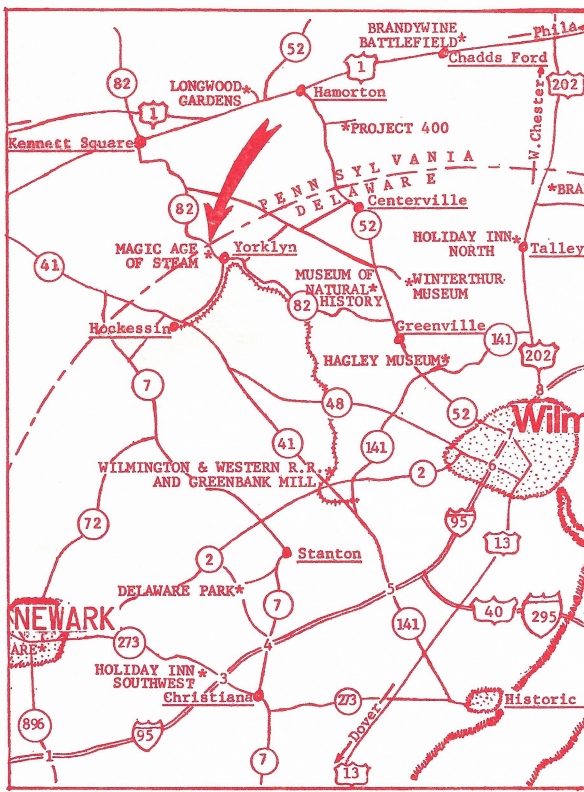 BRANDYWINE
BATTLEFIELD*
Phila
52
1
Chadds Ford
82
LONGWOOD
GARDENS*
Hamorton
202
1
*PROJECT 400
W.Chester
Kennett Square
PENNSYLVANIA
DELAWARE
*BRA
82
Centerville
52
HOLIDAY INN
NORTH*
Talley
MAGIC AGE
OF STEAM*
Yorklyn
41
MUSEUM OF
NATURAL*
HISTORY
*WINTERTHUR
MUSEUM
82
Hockessin
Greenville
141
202
HAGLEY MUSEUM*
7
8
48
52
Wilm
41
141
7
WILMINGTON & WESTERN R.R.*
AND GREENBANK MILL
2
6
72
95
13
2
Stanton
DELAWARE PARK*
5
7
40
295
NEWARK
141
273
4
ARE*
HOLIDAY INN
SOUTHWEST*
3
Christiana
273
Historic
896
95
Dover
1
7
13